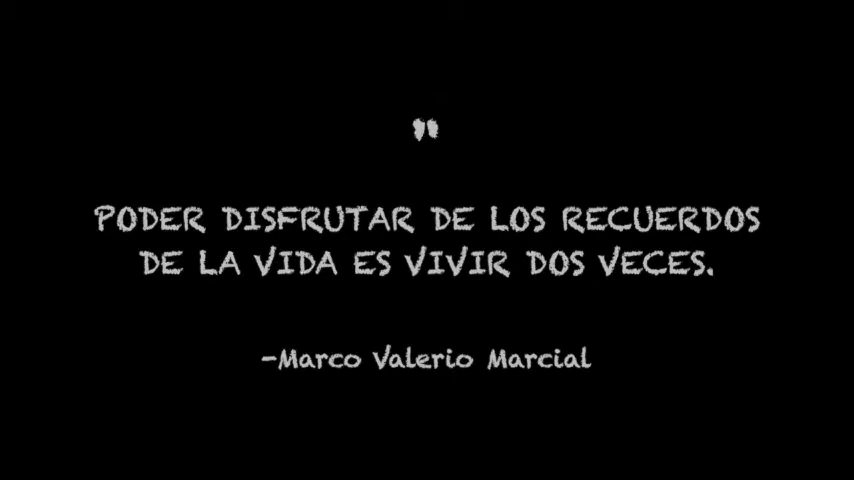 "
PODER DISFRUTAR DE LOS RECUERDOS
DE LA VIDA ES VIVIR DOS VECES.
-Marco Valerio Marcial